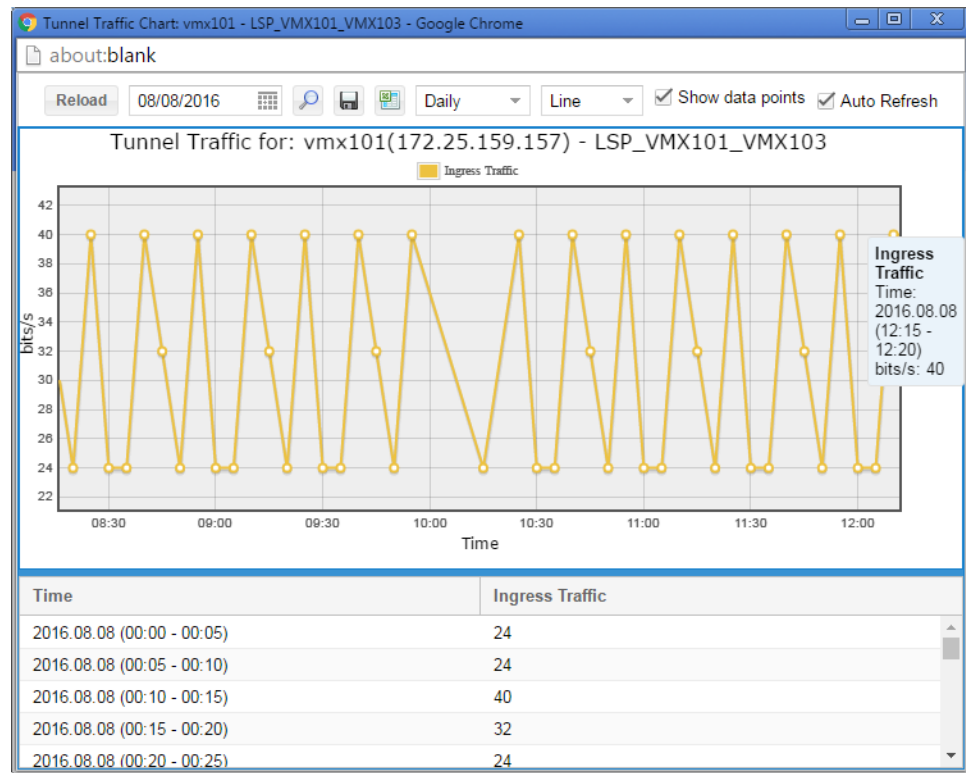 Tunnel Traffic Chart: vmx101 - LSP_VMX101_VMX103 - Google Chrome
about:blank
Reload 08/08/2016 Daily Line Show data points Auto Refresh
Tunnel Traffic for: vmx101(172.25.159.157) - LSP_VMX101_VMX103
Ingress Traffic
42
40
38
36
34
32
30
28
26
24
22
bits/s
Ingress
Traffic
Time:
2016.08.08
(12:15 -
12:20)
bits/s: 40
08:30 09:00 09:30 10:00 10:30 11:00 11:30 12:00
Time
Time Ingress Traffic
2016.08.08 (00:00 - 00:05) 24
2016.08.08 (00:05 - 00:10) 24
2016.08.08 (00:10 - 00:15) 40
2016.08.08 (00:15 - 00:20) 32
2016.08.08 (00:20 - 00:25) 24